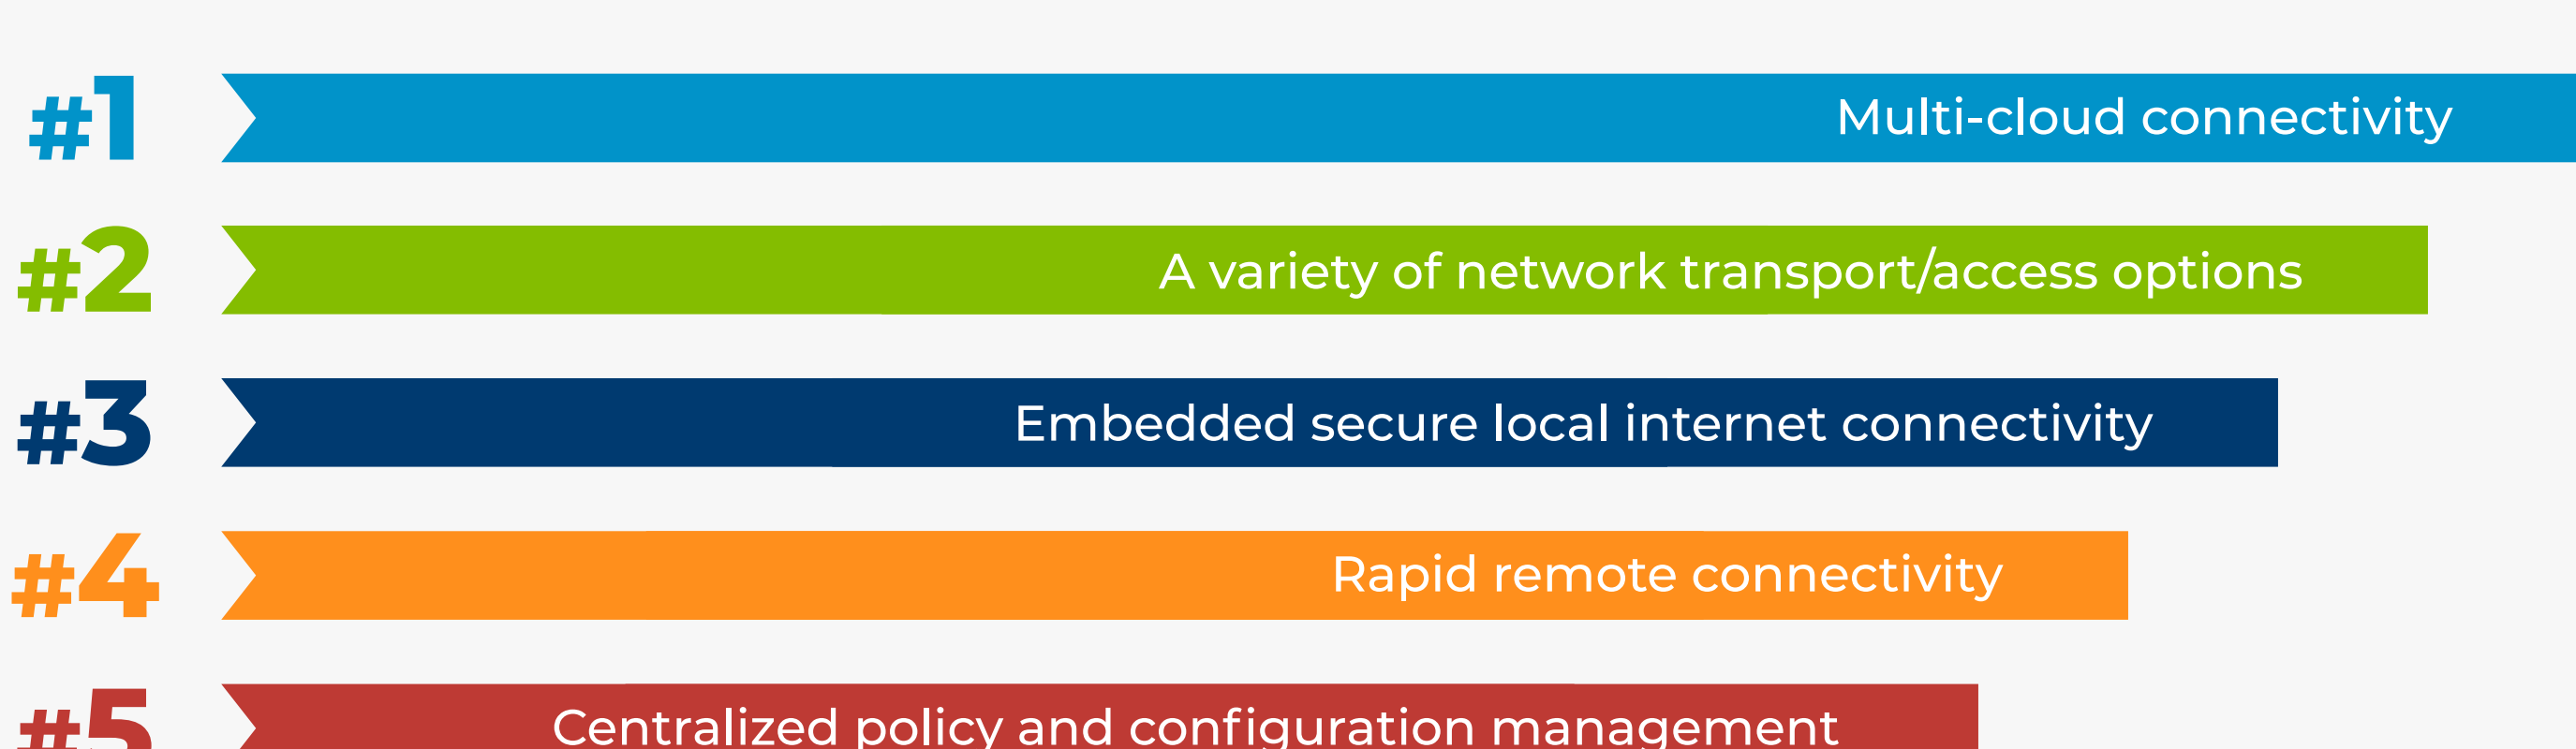 #1 Multi-cloud connectivity
#2 A variety of network transport/access options
#3 Embedded secure local internet connectivity
#4 Rapid remote connectivity
#5 Centralized policy and configuration management